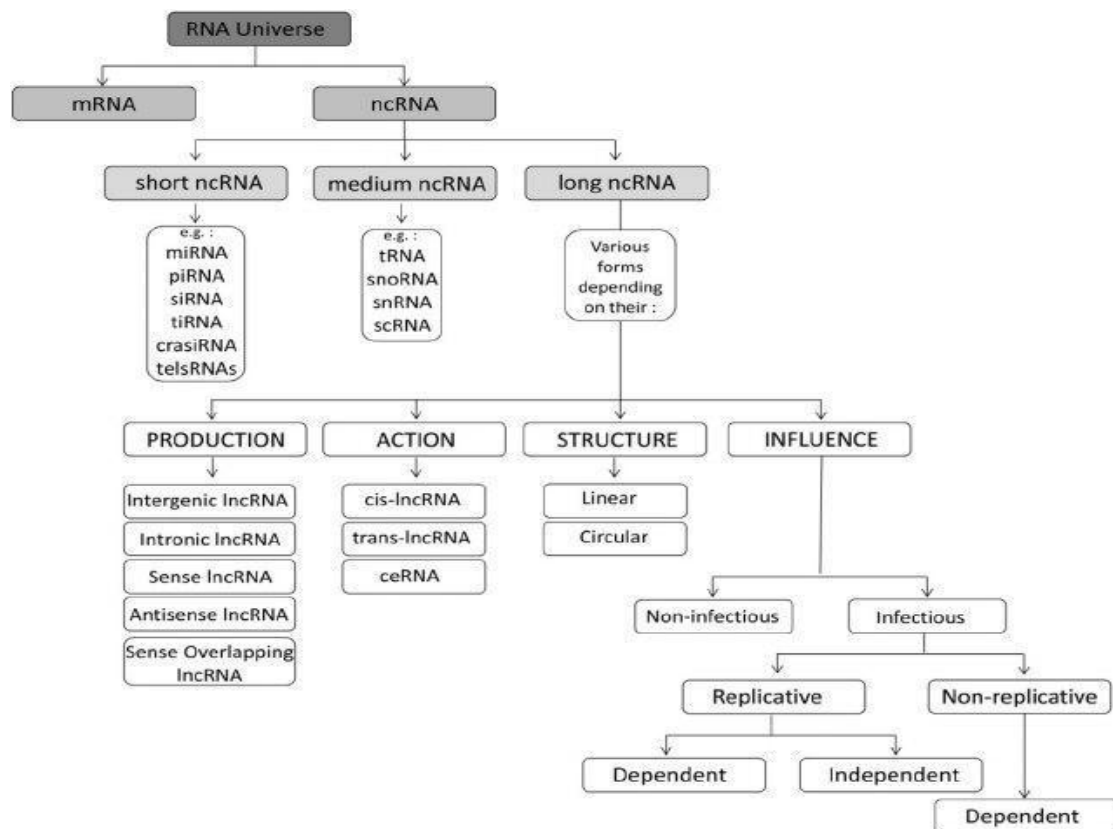 RNA Universe
mRNA
ncRNA
short ncRNA
medium ncRNA
long ncRNA
e.g. :
miRNA
piRNA
siRNA
tiRNA
crasiRNA
telsRNAs
e.g. :
tRNA
snoRNA
snRNA
scRNA
Various
forms
depending
on their :
PRODUCTION
ACTION
STRUCTURE
INFLUENCE
Intergenic lncRNA
Intronic lncRNA
Sense lncRNA
Antisense lncRNA
Sense Overlapping
lncRNA
cis-lncRNA
trans-lncRNA
ceRNA
Linear
Circular
Non-infectious
Infectious
Replicative
Non-replicative
Dependent
Independent
Dependent